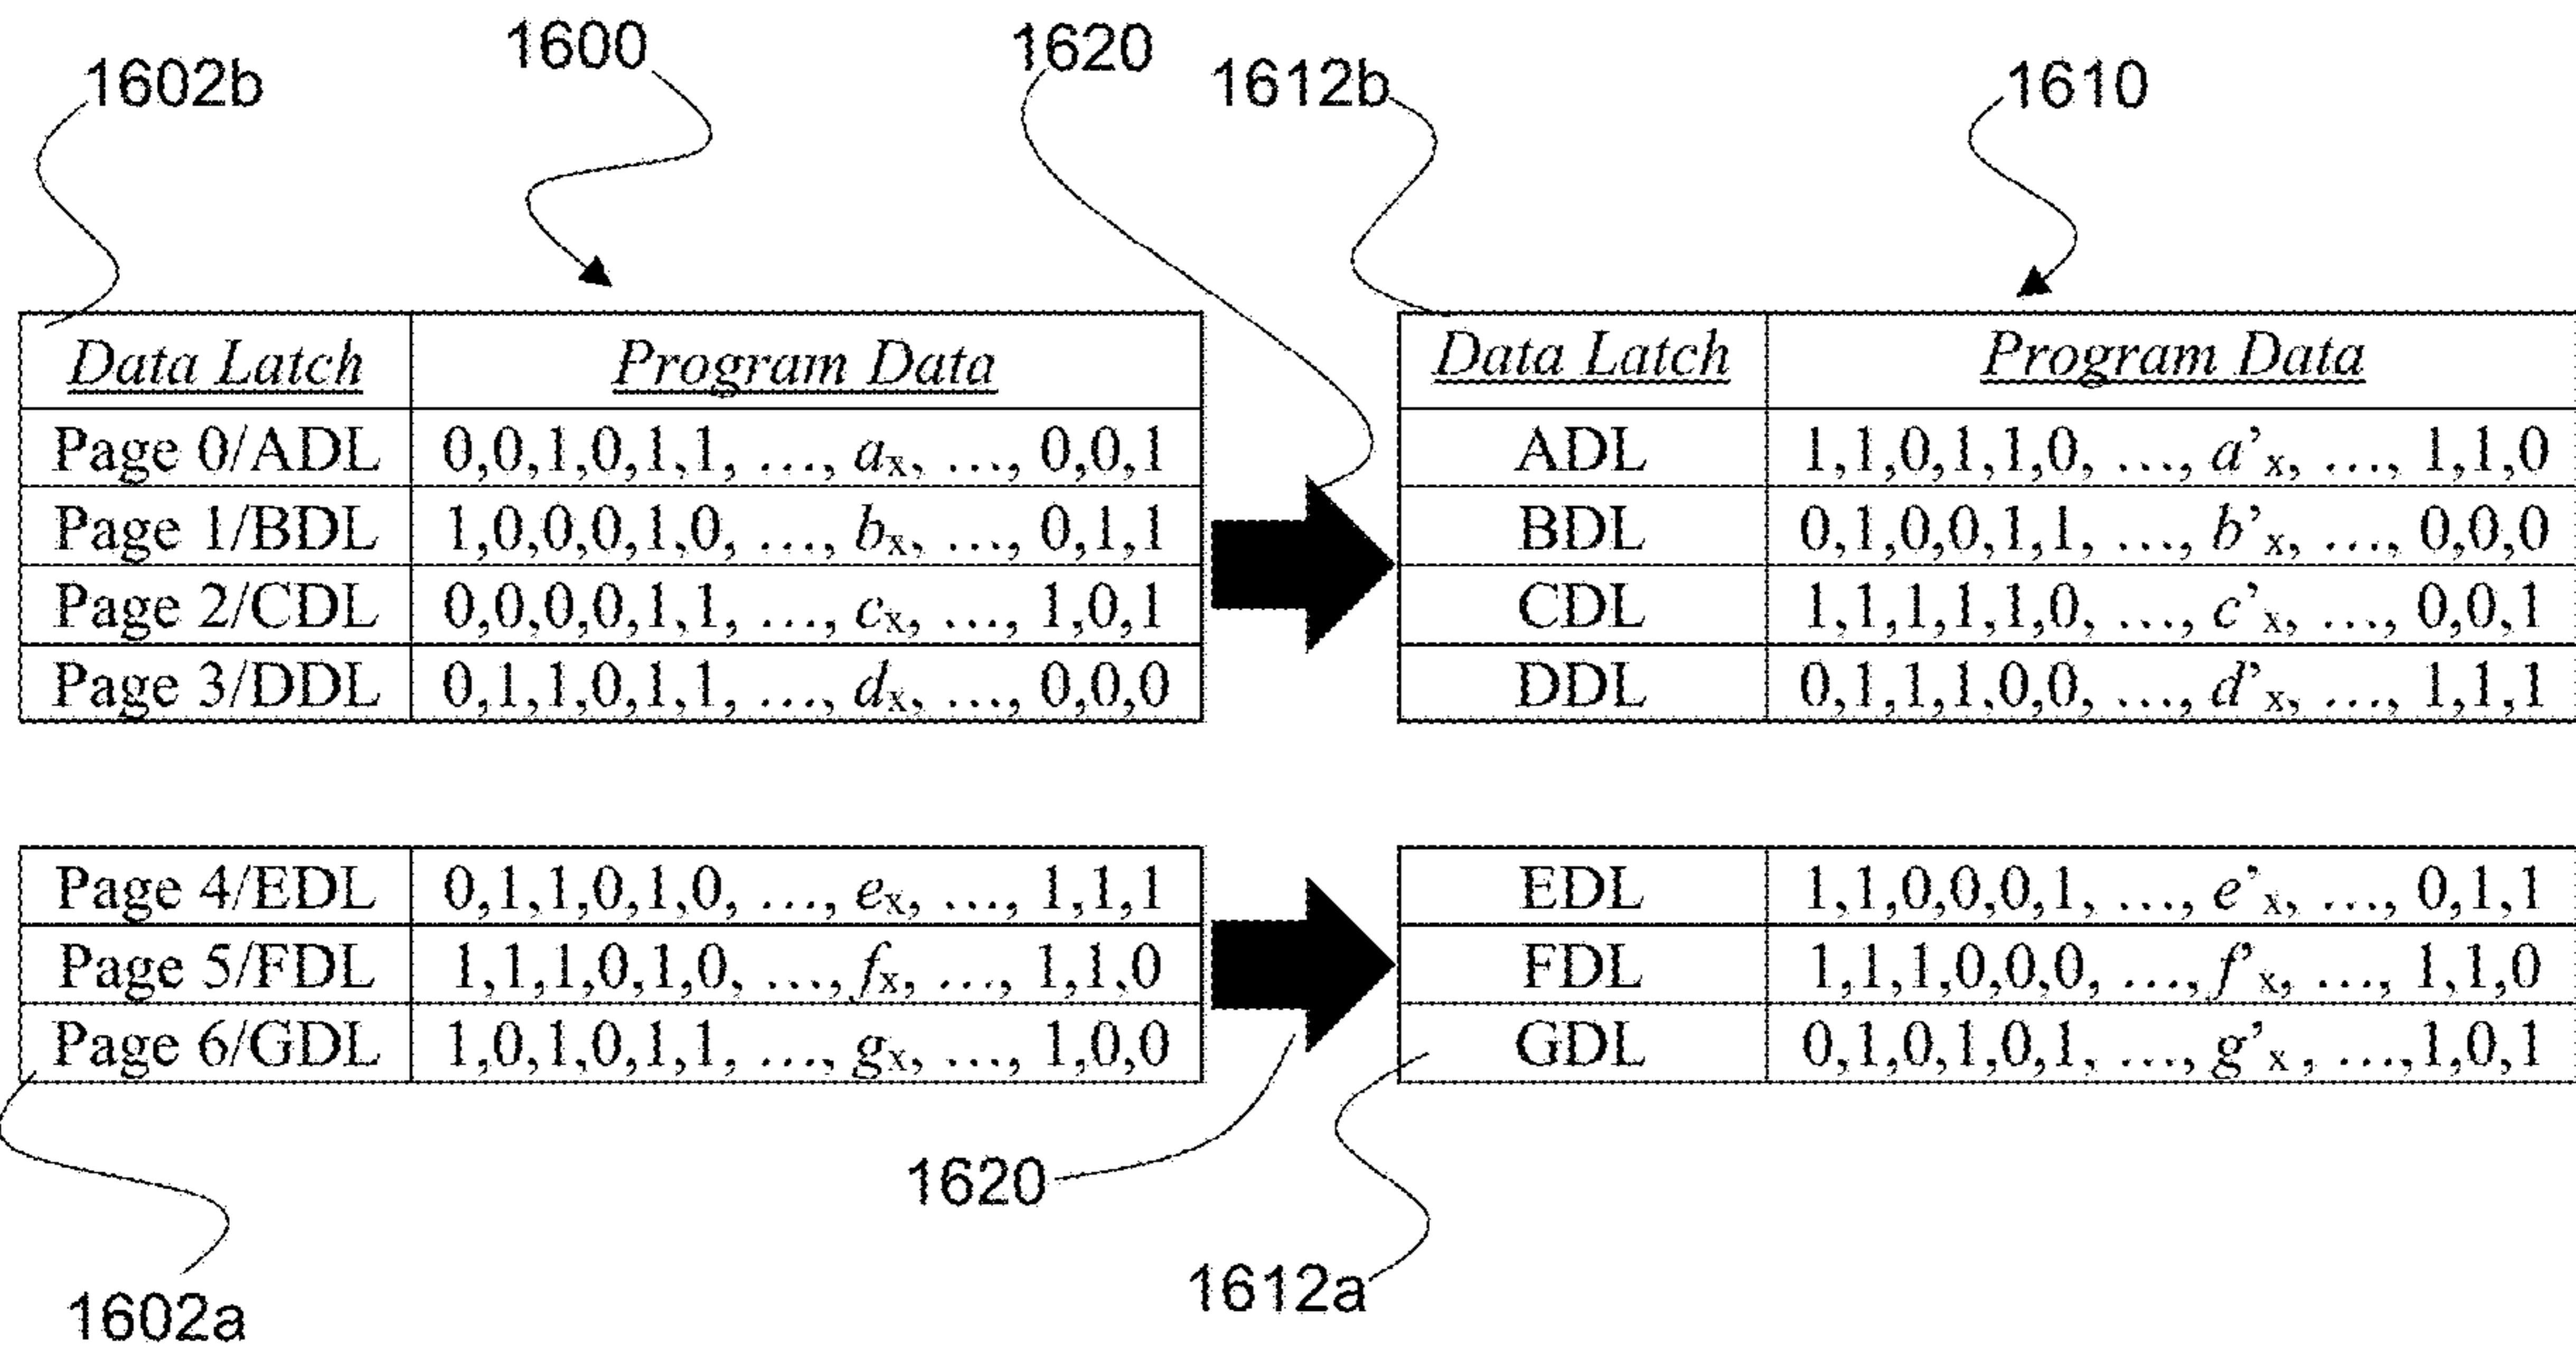 1600
1620
1602b
1612b
1610
Data Latch Program Data
Page 0/ADL 0,0,1,0,1,1, ..., ax, ..., 0,0,1
Page 1/BDL 1,0,0,0,1,0, ..., bx, ..., 0,1,1
Page 2/CDL 0,0,0,0,1,1, ..., cx, ..., 1,0,1
Page 3/DDL 0,1,1,0,1,1, ..., dx, ..., 0,0,0
Data Latch Program Data
ADL 1,1,0,1,1,0, ..., a’x, ..., 1,1,0
BDL 0,1,0,0,1,1, ..., b’x, ..., 0,0,0
CDL 1,1,1,1,1,0, ..., c’x, ..., 0,0,1
DDL 0,1,1,1,0,0, ..., d’x, ..., 1,1,1
Page 4/EDL 0,1,1,0,1,0, ..., ex, ..., 1,1,1
Page 5/FDL 1,1,1,0,1,0, ..., fx, ..., 1,1,0
Page 6/GDL 1,0,1,0,1,1, ..., gx, ..., 1,0,0
EDL 1,1,0,0,0,1, ..., e’x, ..., 0,1,1
FDL 1,1,1,0,0,0, ..., f’x, ..., 1,1,0
GDL 0,1,0,1,0,1, ..., g’x , ...,1,0,1
1620
1612a
1602a